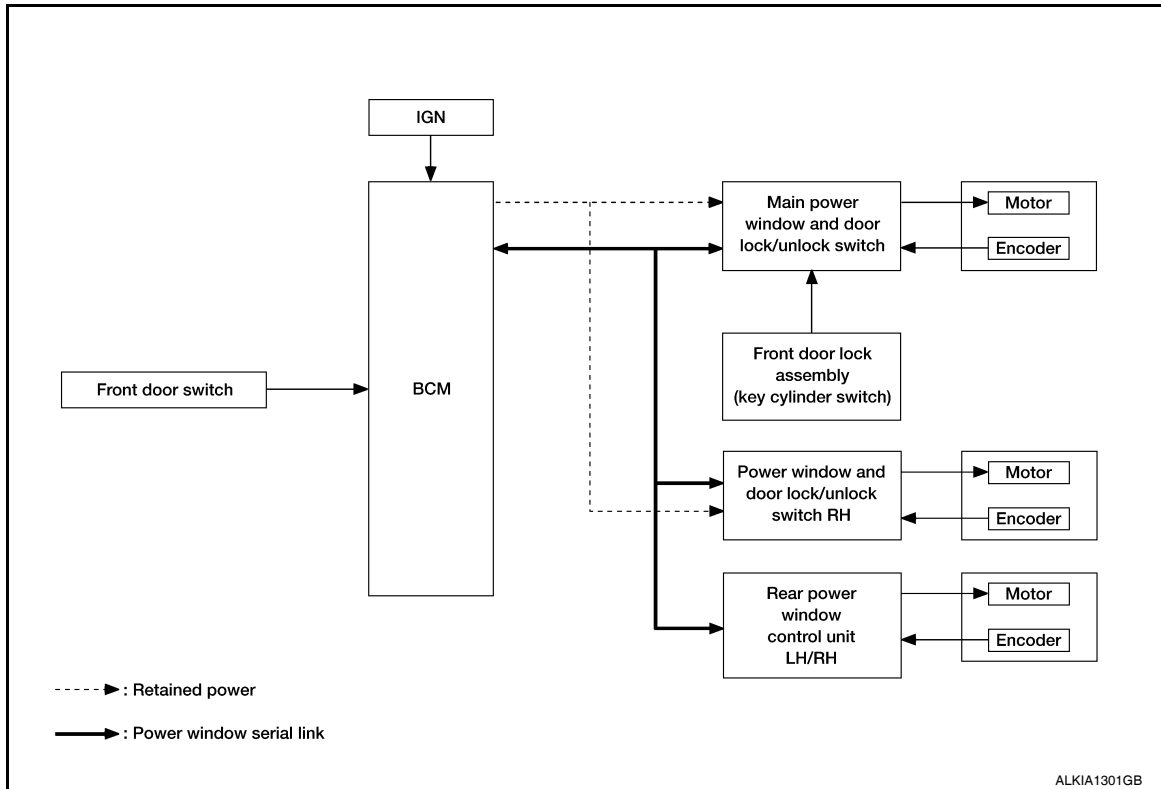 IGN
BCM
Front door switch
Main power
window and door
lock/unlock switch
Motor
Encoder
Front door lock
assembly
(key cylinder switch)
Power window and
door lock/unlock
switch RH
Motor
Encoder
Rear power
window
control unit
LH/RH
Motor
Encoder
: Retained power
: Power window serial link
ALKIA1301GB